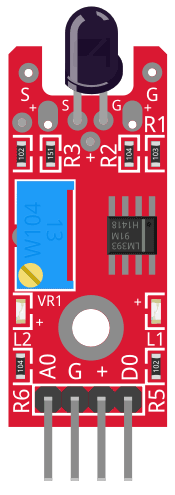 S G
+ S G +
R1
102 151 R3 + R2 104 103
W104
13
LM393
91M
H1418
VR1
+ +
L2 L1
104 102
R6 A0 G + D0 R5